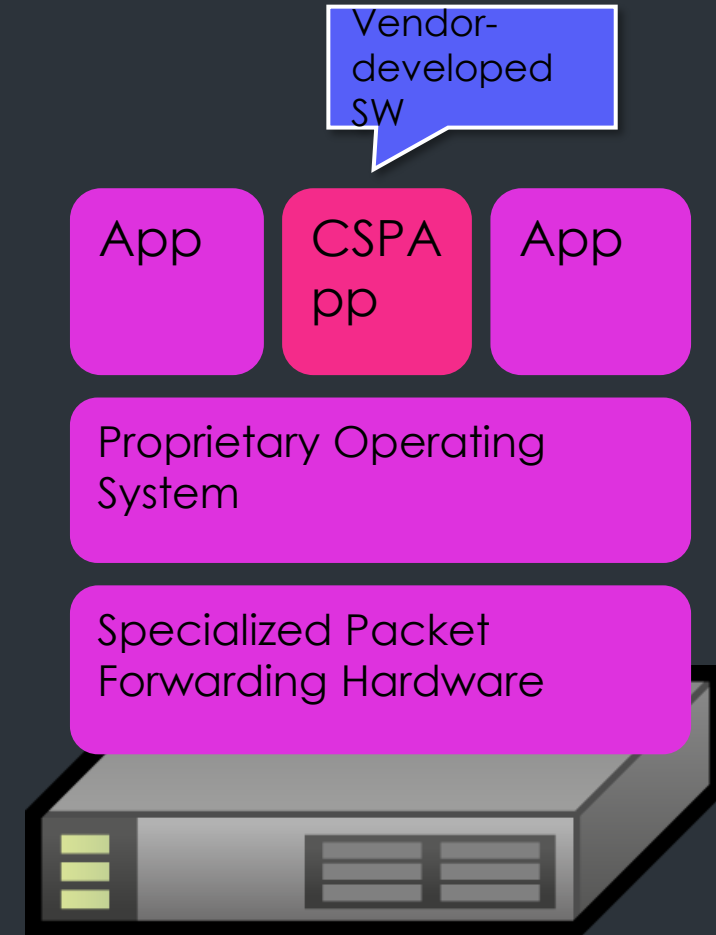 Vendor-
developed
SW
App
CSPA
pp
App
Proprietary Operating
System
Specialized Packet
Forwarding Hardware